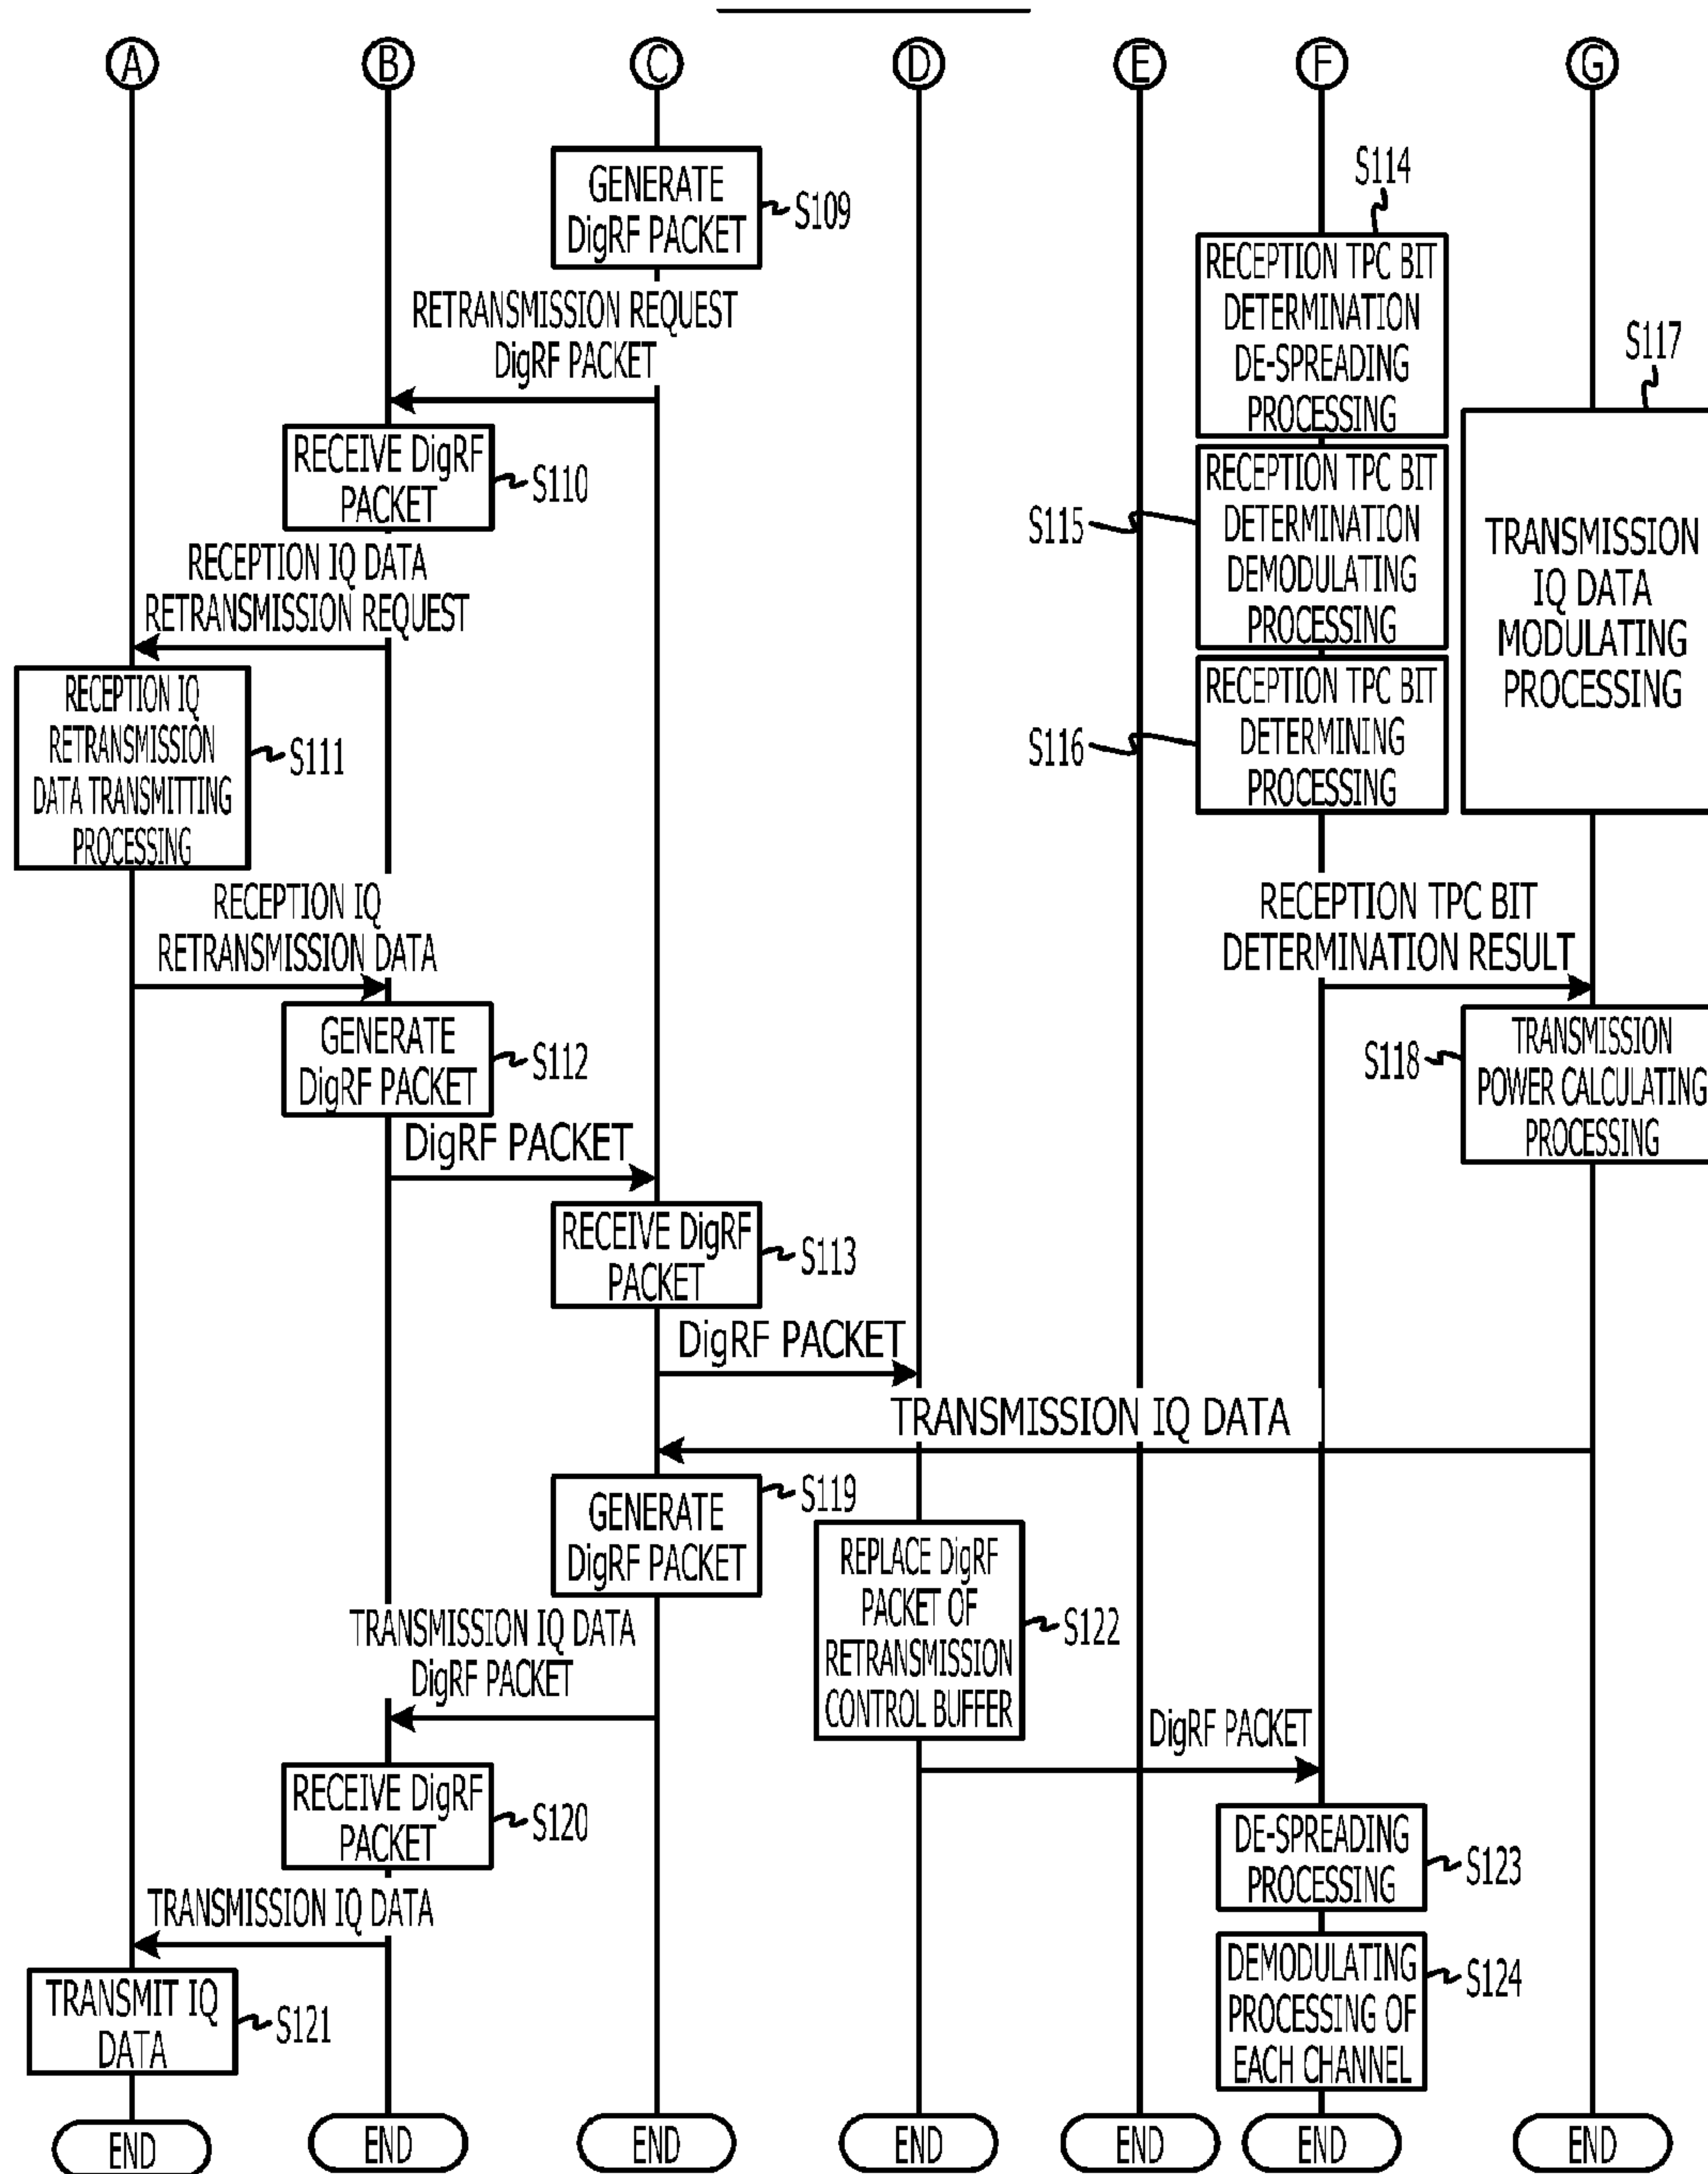 A
B
C
D
E
F
G
GENERATE
DigRF PACKET
S109
S114
RECEPTION TPC BIT
DETERMINATION
DE-SPREADING
PROCESSING
RETRANSMISSION REQUEST
DigRF PACKET
S117
RECEIVE DigRF
PACKET
S110
RECEPTION TPC BIT
DETERMINATION
DEMODULATING
PROCESSING
S115
TRANSMISSION
IQ DATA
MODULATING
PROCESSING
RECEPTION IQ DATA
RETRANSMISSION REQUEST
RECEPTION IQ
RETRANSMISSION
DATA TRANSMITTING
PROCESSING
S111
S116
RECEPTION TPC BIT
DETERMINING
PROCESSING
RECEPTION IQ
RETRANSMISSION DATA
RECEPTION TPC BIT
DETERMINATION RESULT
GENERATE
DigRF PACKET
S112
S118
TRANSMISSION
POWER CALCULATING
PROCESSING
DigRF PACKET
RECEIVE DigRF
PACKET
S113
DigRF PACKET
TRANSMISSION IQ DATA
GENERATE
DigRF PACKET
S119
REPLACE DigRF
PACKET OF
RETRANSMISSION
CONTROL BUFFER
S122
TRANSMISSION IQ DATA
DigRF PACKET
DigRF PACKET
RECEIVE DigRF
PACKET
S120
DE-SPREADING
PROCESSING
S123
TRANSMISSION IQ DATA
TRANSMIT IQ
DATA
S121
DEMODULATING
PROCESSING OF
EACH CHANNEL
S124
END
END
END
END
END
END
END